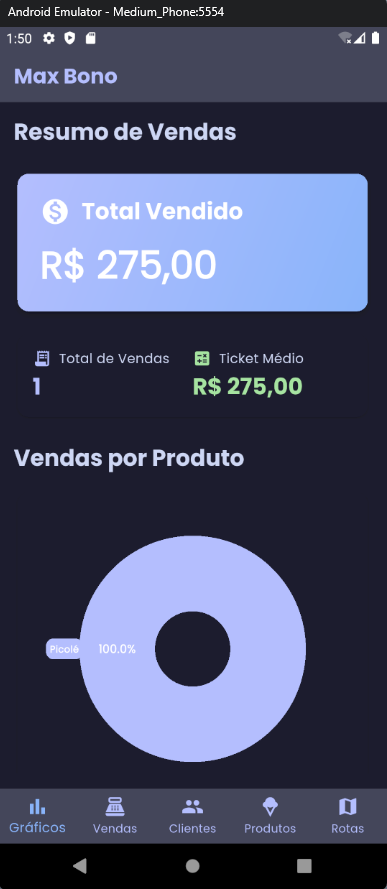 Android Emulator - Medium_Phone:5554
1:50
Max Bono
Resumo de Vendas
Total Vendido
R$ 275,00
Total de Vendas
1
Ticket Médio
R$ 275,00
Vendas por Produto
Picolé
100.0%
Gráficos
Vendas
Clientes
Produtos
Rotas